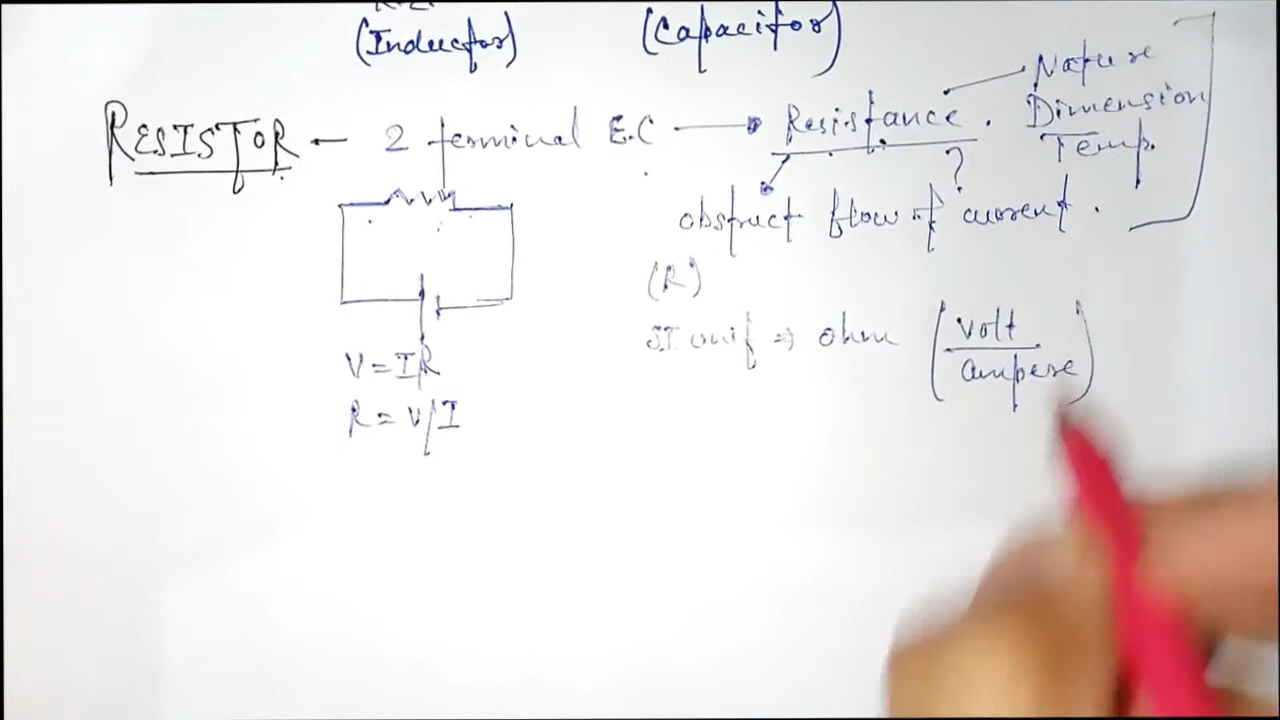 (Inductor) (Capacitor)
RESISTOR - 2 terminal E.C → Resistance.
Nature
Dimension
Temp.
?
obstruct flow of current.
(R)
SI unit ⇒ ohm (volt/ampere)
V = IR
R = V/I